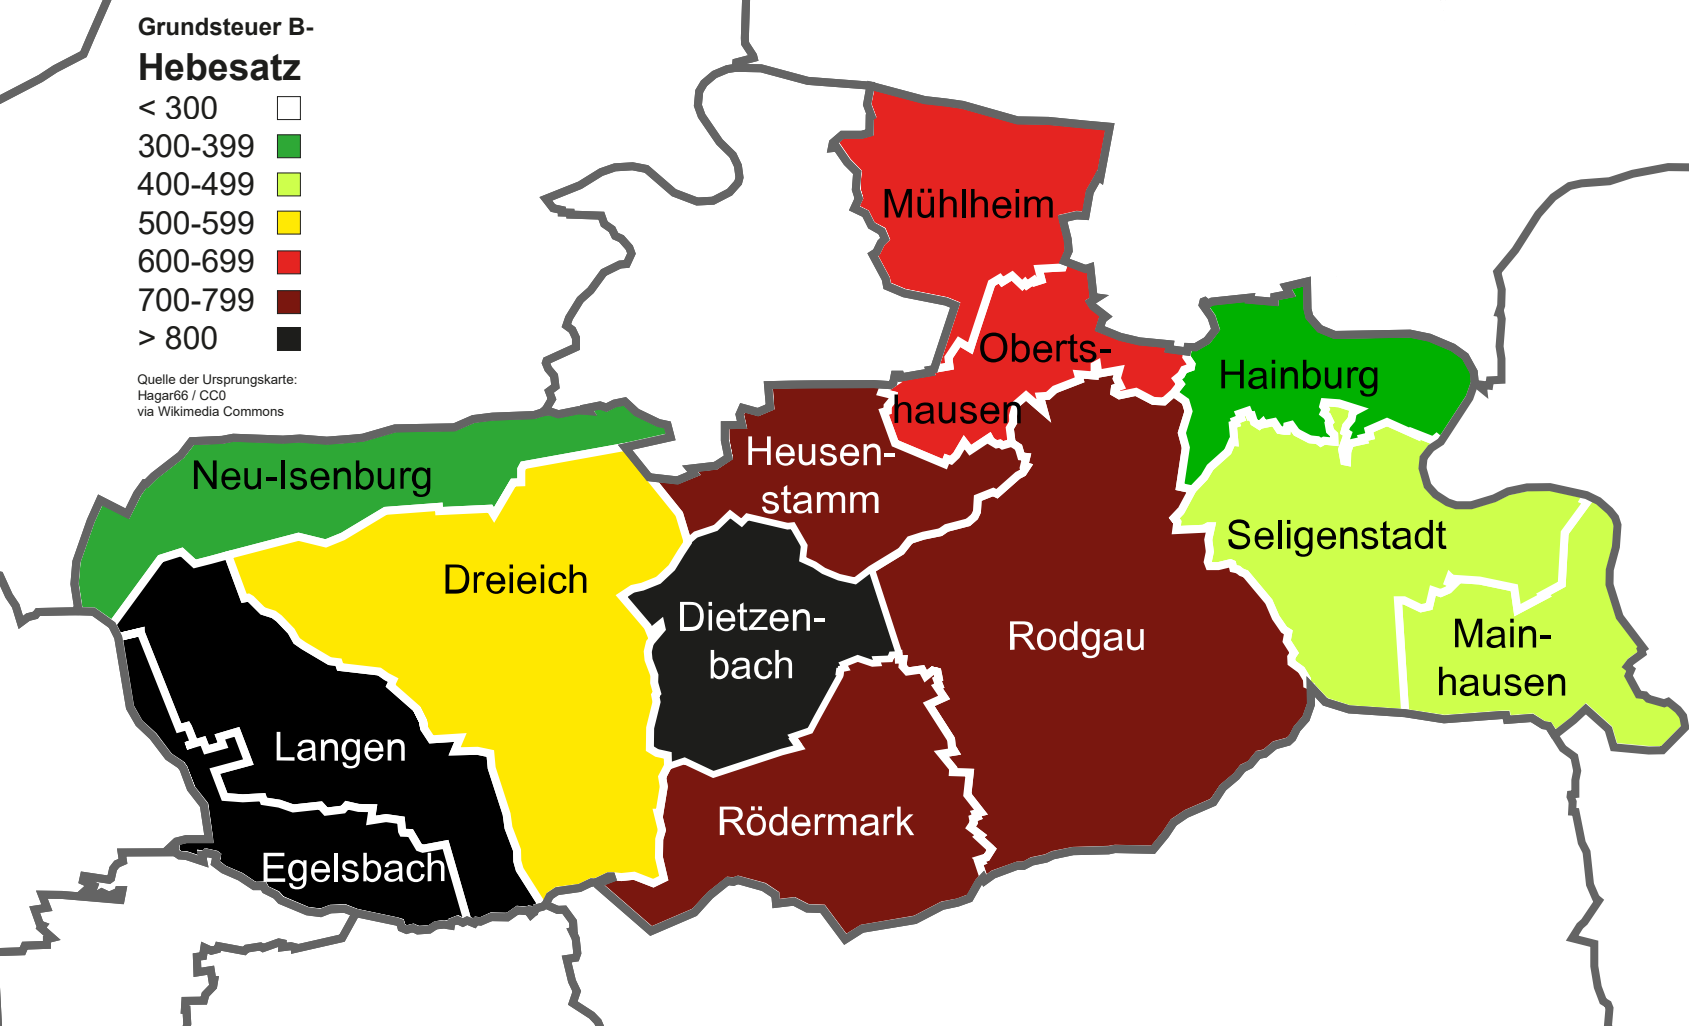 Grundsteuer B-
Hebesatz
< 300
300-399
400-499
500-599
600-699
700-799
> 800
Quelle der Ursprungskarte:
Hagar66 / CC0
via Wikimedia Commons
Mühlheim
Oberts-
hausen
Hainburg
Heusen-
stamm
Neu-Isenburg
Seligenstadt
Dreieich
Dietzen-
bach
Rodgau
Main-
hausen
Langen
Rödermark
Egelsbach